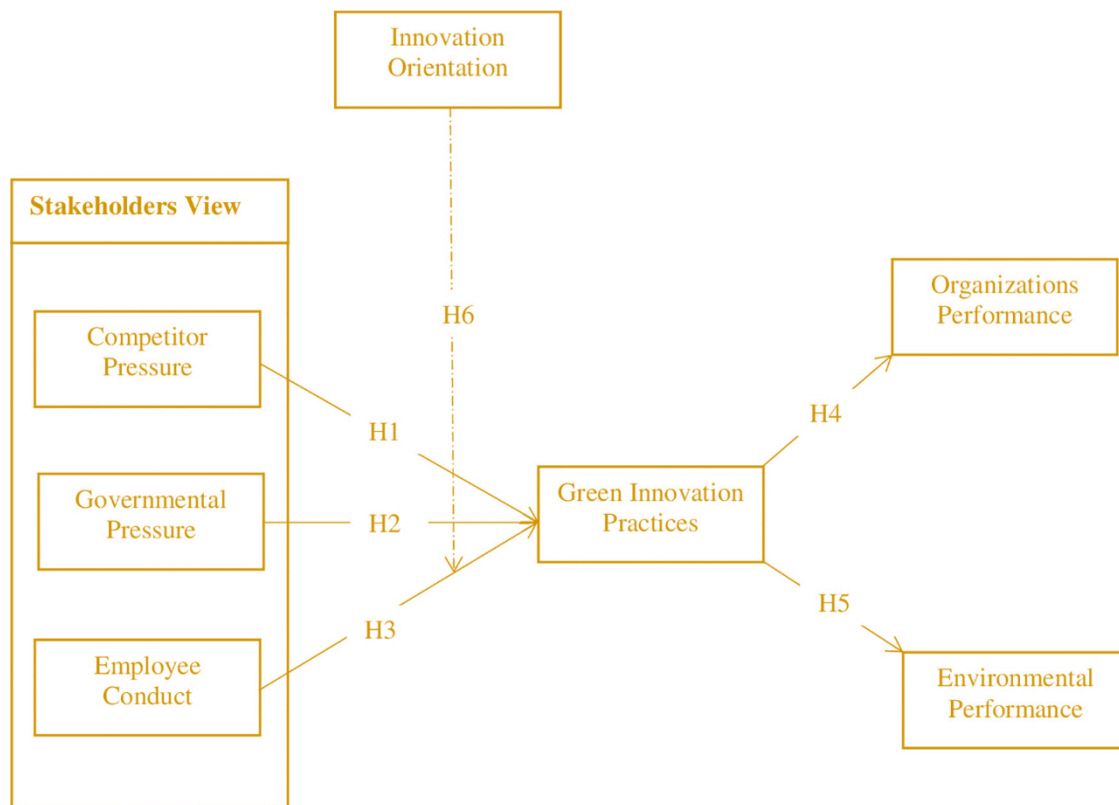 Innovation
Orientation
Stakeholders View
Competitor
Pressure
Governmental
Pressure
Employee
Conduct
H6
H1
H2
H3
Green Innovation
Practices
H4
H5
Organizations
Performance
Environmental
Performance